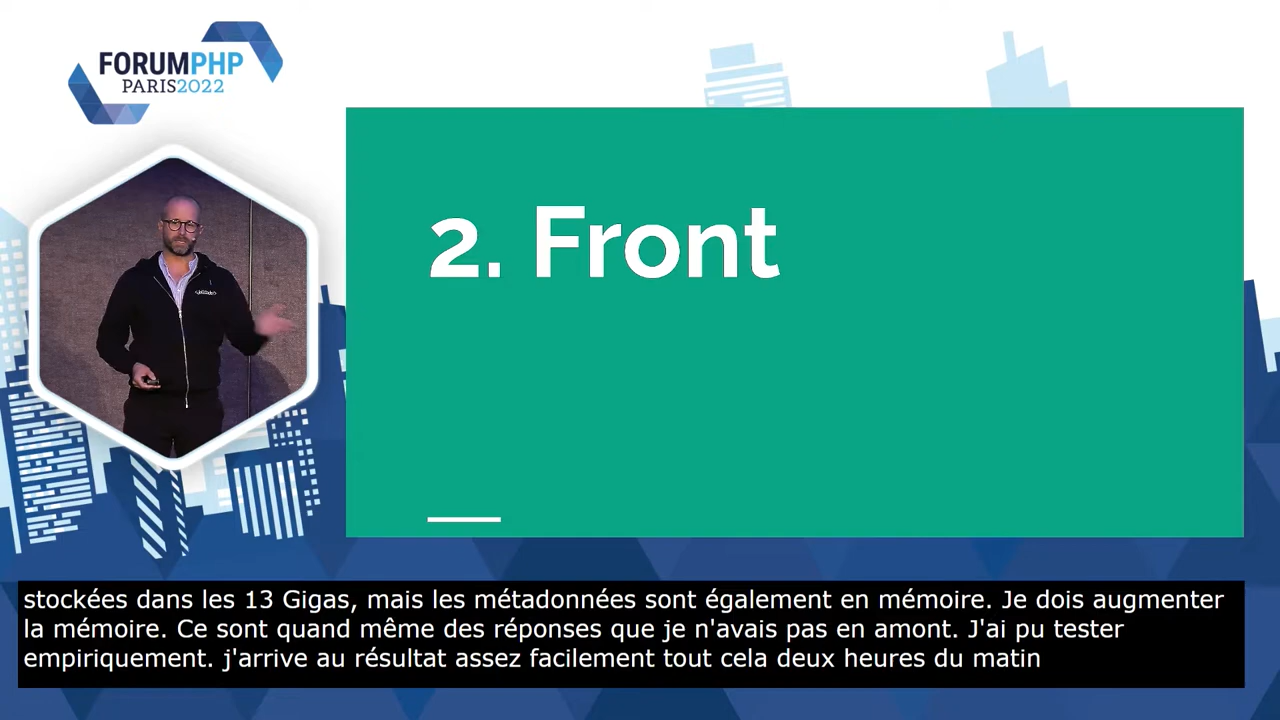 FORUMPHP
PARIS2022
2. Front
stockées dans les 13 Gigas, mais les métadonnées sont également en mémoire. Je dois augmenter
la mémoire. Ce sont quand même des réponses que je n'avais pas en amont. J'ai pu tester
empiriquement. j'arrive au résultat assez facilement tout cela deux heures du matin